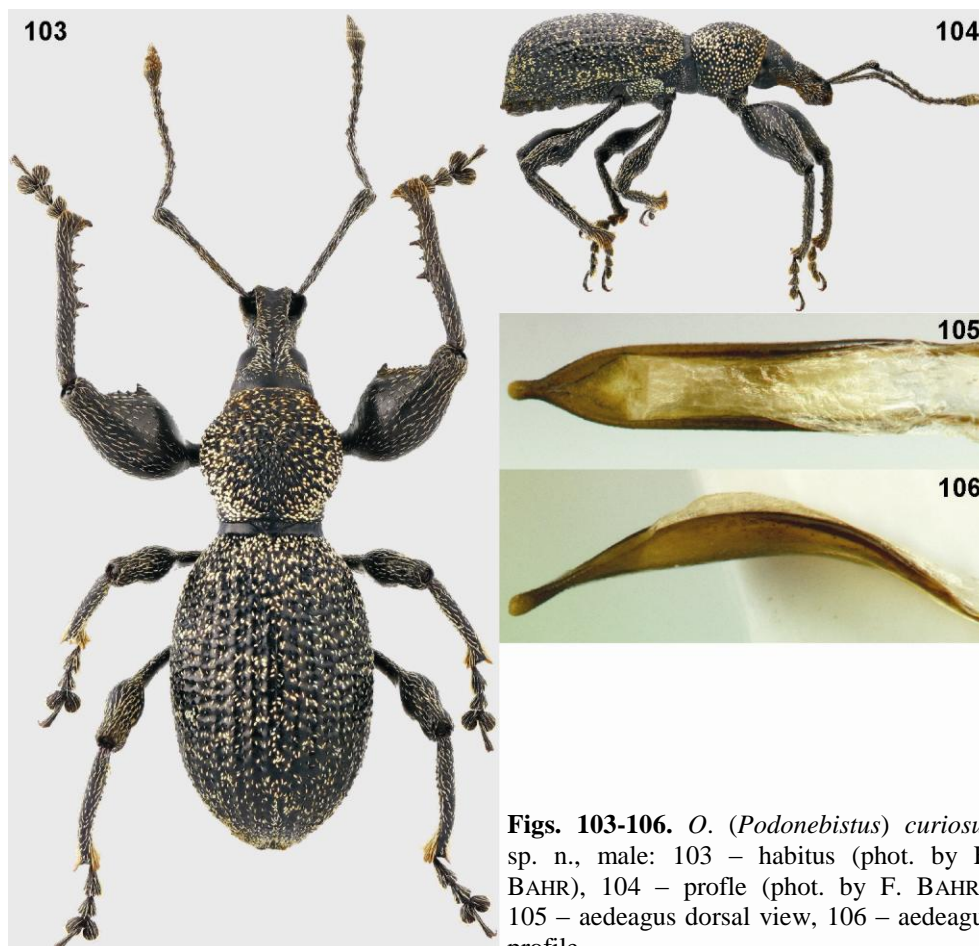 103
104
105
106
Figs. 103-106. O. (Podonebistus) curiosu
sp. n., male: 103 – habitus (phot. by
BAHR), 104 – profle (phot. by F. BAHR
105 – aedeagus dorsal view, 106 – aedeagu
profile